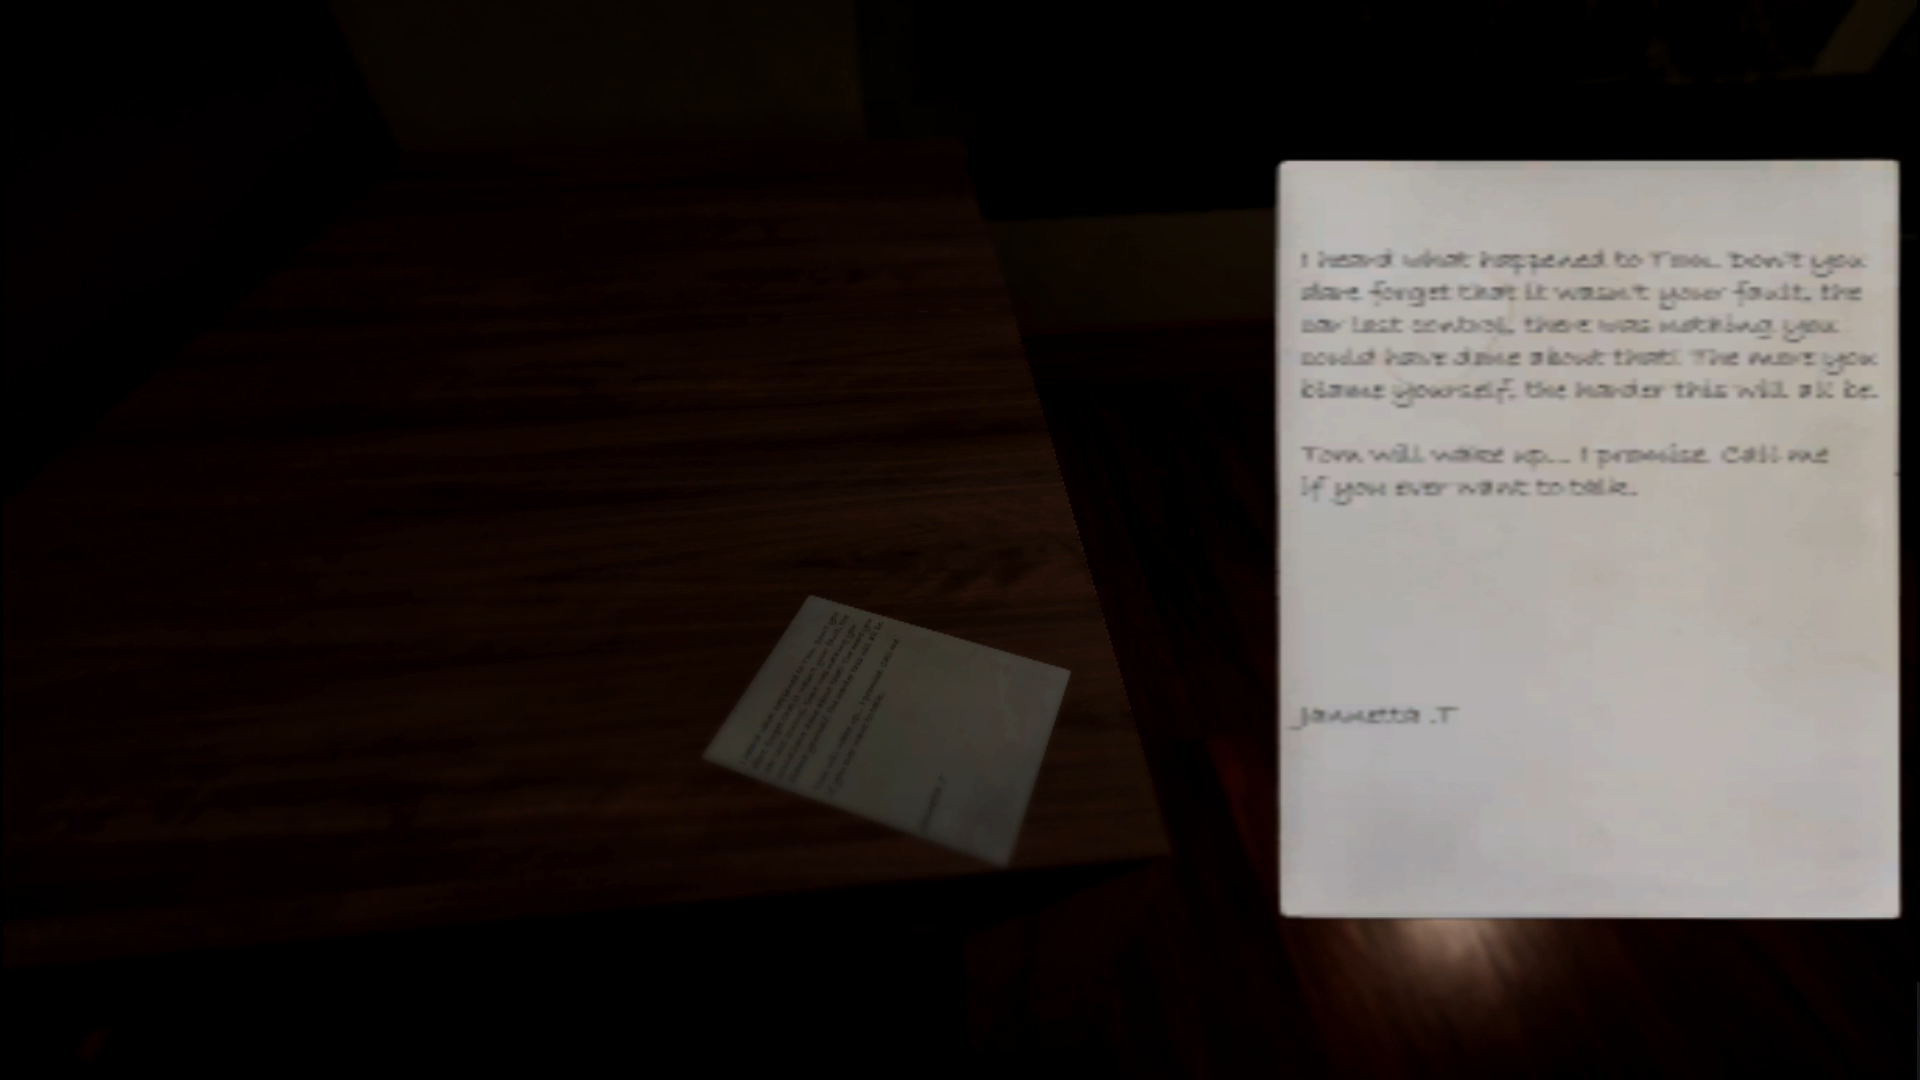 I heard what happened to Tom. Don't you
dare forget that it wasn't your fault, the
car lost control, there was nothing you
could have done about that! The more you
blame yourself, the harder this will all be.
Tom will wake up... I promise. Call me
if you ever want to talk.
Jannetta .T